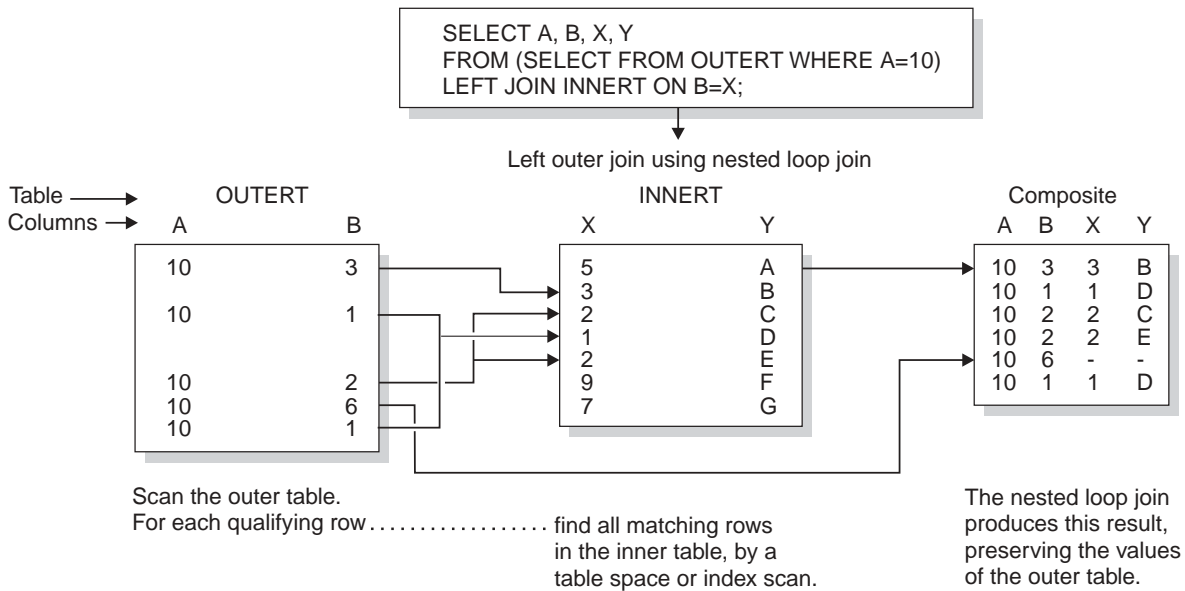 SELECT A, B, X, Y
FROM (SELECT FROM OUTERT WHERE A=10)
LEFT JOIN INNERT ON B=X;
Left outer join using nested loop join
Table OUTERT INNERT Composite
Columns A B X Y A B X Y
10 3 5 A 10 3 3 B
3 B 10 1 1 D
10 1 2 C 10 2 2 C
1 D 10 2 2 E
2 E 10 6 - -
10 2 9 F 10 1 1 D
10 6 7 G
10 1
Scan the outer table.
For each qualifying row.................. find all matching rows
in the inner table, by a
table space or index scan.
The nested loop join
produces this result,
preserving the values
of the outer table.